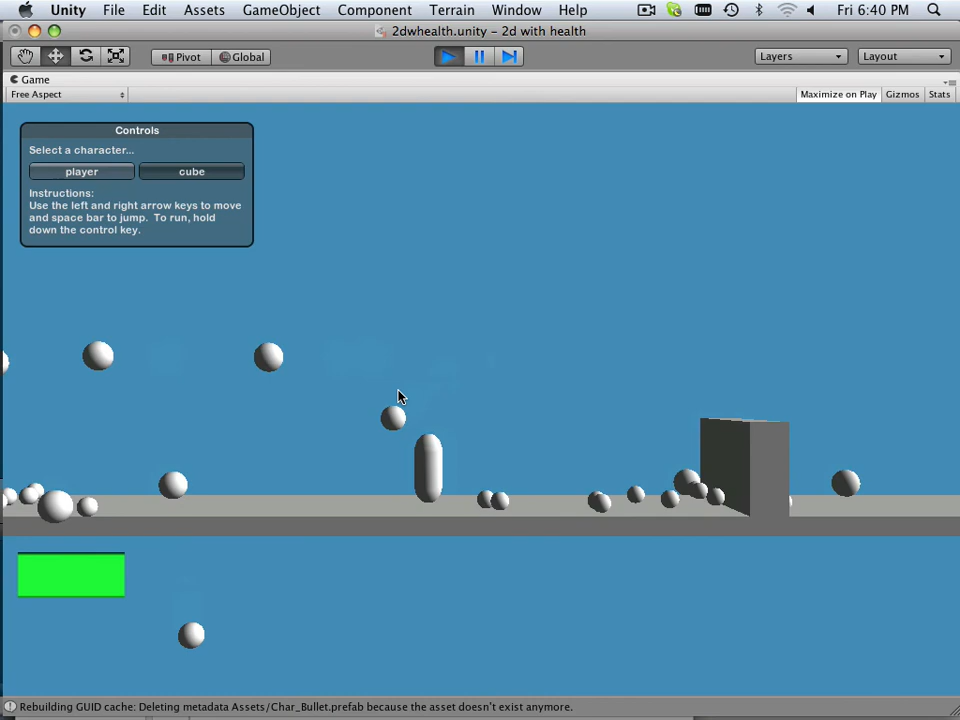 Unity File Edit Assets GameObject Component Terrain Window Help Fri 6:40 PM
2dwhealth.unity – 2d with health
Pivot Global Layers Layout
Game
Free Aspect Maximize on Play Gizmos Stats
Controls
Select a character...
player cube
Instructions:
Use the left and right arrow keys to move
and space bar to jump. To run, hold
down the control key.
Rebuilding GUID cache: Deleting metadata Assets/Char_Bullet.prefab because the asset doesn't exist anymore.